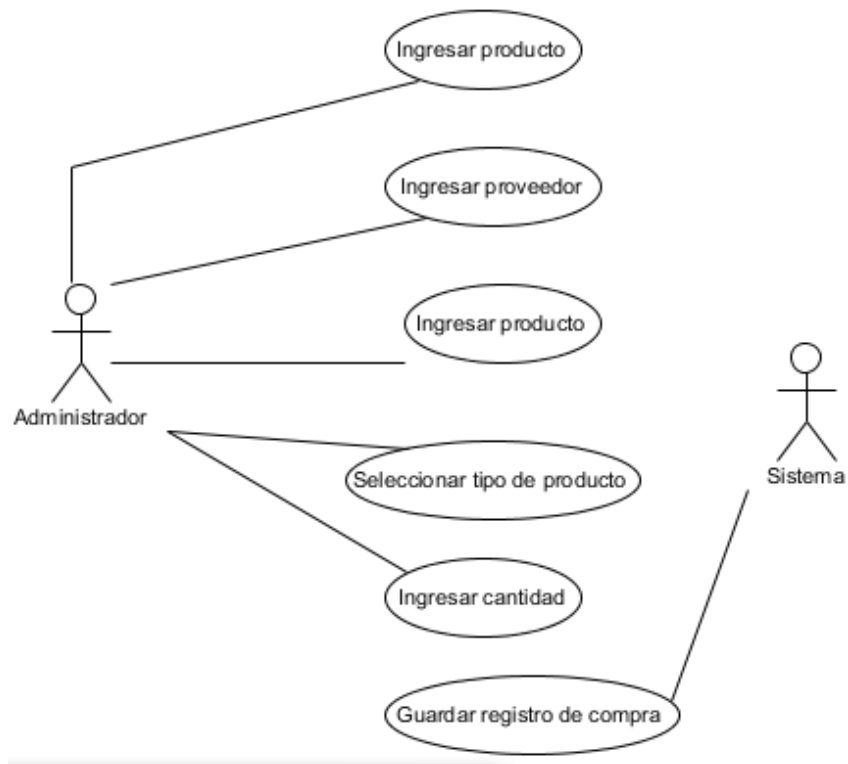 Ingresar producto
Ingresar proveedor
Ingresar producto
Administrador
Seleccionar tipo de producto
Sistema
Ingresar cantidad
Guardar registro de compra